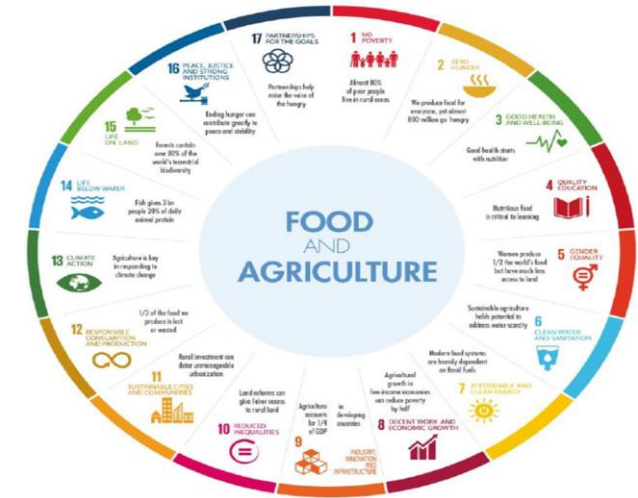 FOOD
AND
AGRICULTURE
1 NO
POVERTY
Almost 80%
of poor people
live in rural areas
2 ZERO
HUNGER
We produce food for
everyone, yet almost
800 million go hungry
3 GOOD HEALTH
AND WELL-BEING
Good health starts
with nutrition
4 QUALITY
EDUCATION
Nutritious food
is critical to learning
5 GENDER
EQUALITY
Women produce
1/2 the world's food
but have much less
access to land
6
CLEAN WATER
AND SANITATION
Sustainable agriculture
holds potential to
address water scarcity
7 AFFORDABLE AND
CLEAN ENERGY
Modern food systems
are heavily dependent
on fossil fuels
8 DECENT WORK AND
ECONOMIC GROWTH
Agricultural
growth in
low-income economies
can reduce poverty
by half
9
INDUSTRY,
INNOVATION
AND
INFRASTRUCTURE
Agriculture
accounts
for 1/4
of GDP
in
developing
countries
10 REDUCED
INEQUALITIES
Land reforms can
give fairer access
to rural land
11
SUSTAINABLE CITIES
AND COMMUNITIES
Rural investment can
deter unmanageable
urbanization
12 RESPONSIBLE
CONSUMPTION
AND PRODUCTION
1/3 of the food we
produce is lost
or wasted
13 CLIMATE
ACTION
Agriculture is key
in responding to
climate change
14 LIFE
BELOW WATER
Fish gives 3 bn
people 20% of daily
animal protein
15
LIFE
ON LAND
Forests contain
over 80% of the
world's terrestrial
biodiversity
16 PEACE, JUSTICE
AND STRONG
INSTITUTIONS
Ending hunger can
contribute greatly to
peace and stability
17 PARTNERSHIPS
FOR THE GOALS
Partnerships help
raise the voice of
the hungry